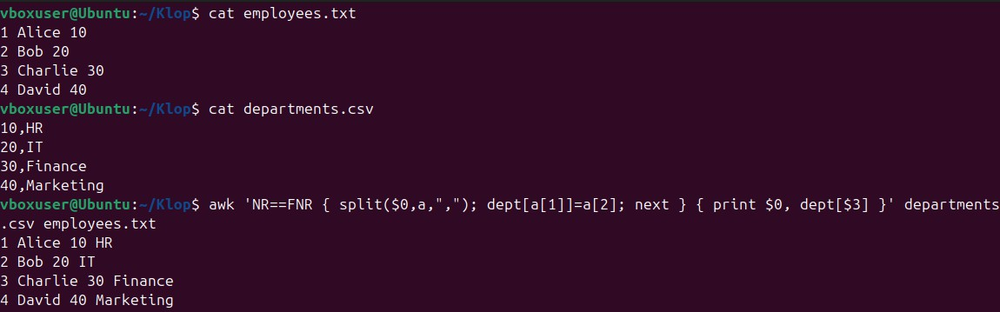 vboxuser@Ubuntu:~/Klop$ cat employees.txt
1 Alice 10
2 Bob 20
3 Charlie 30
4 David 40
vboxuser@Ubuntu:~/Klop$ cat departments.csv
10,HR
20,IT
30,Finance
40,Marketing
vboxuser@Ubuntu:~/Klop$ awk 'NR==FNR { split($0,a,","); dept[a[1]]=a[2]; next } { print $0, dept[$3] }' departments
.csv employees.txt
1 Alice 10 HR
2 Bob 20 IT
3 Charlie 30 Finance
4 David 40 Marketing